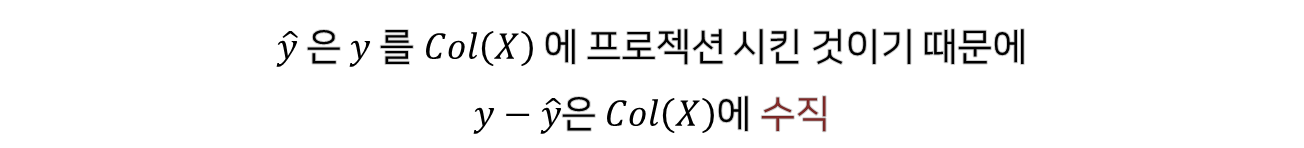 ŷ 은 y 를 Col(X) 에 프로젝션 시킨 것이기 때문에
y − ŷ은 Col(X)에 수직